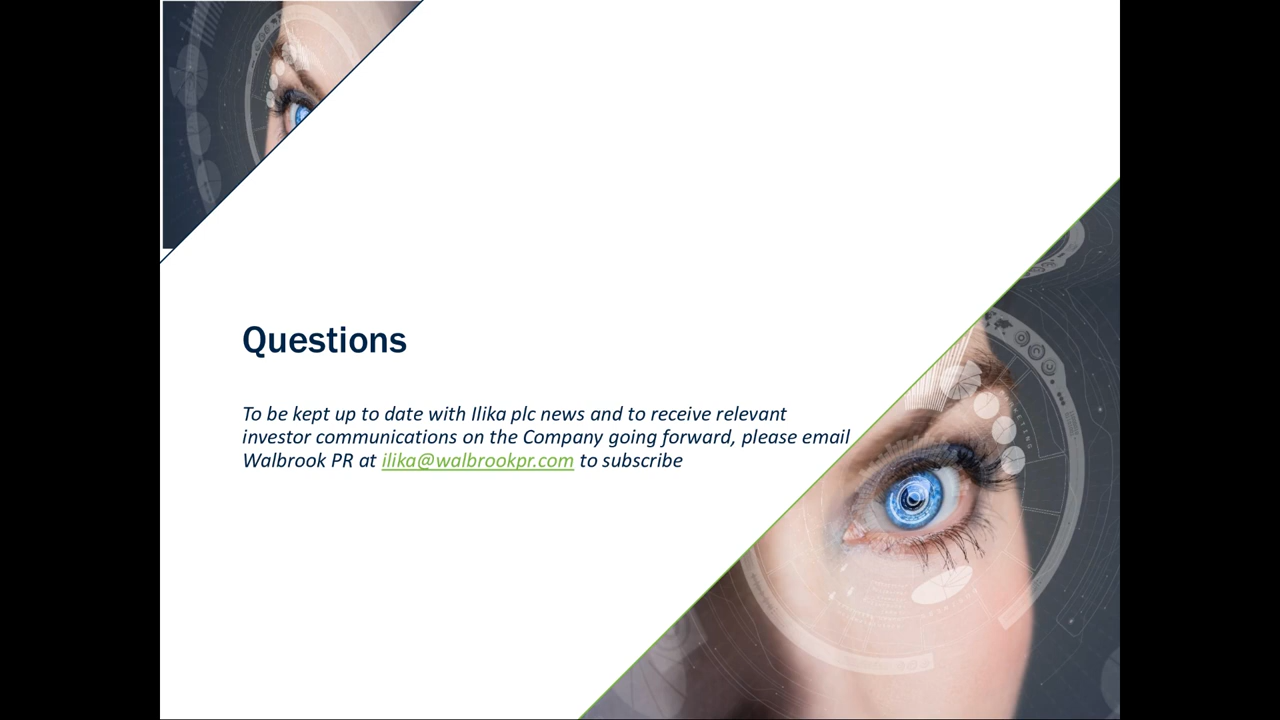 Questions
To be kept up to date with Ilika plc news and to receive relevant
investor communications on the Company going forward, please email
Walbrook PR at ilika@walbrookpr.com to subscribe